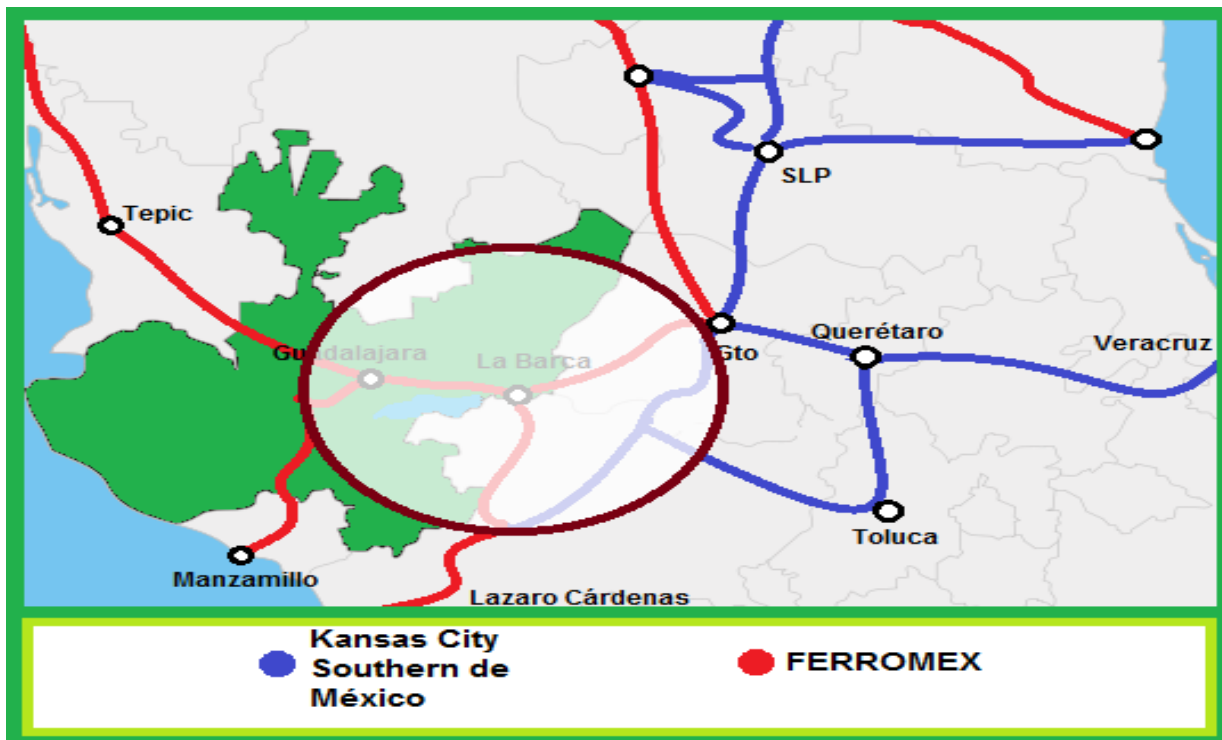 SLP
Tepic
Querétaro
Veracruz
Guadalajara
La Barca
Gto
Toluca
Manzamillo
Lazaro Cárdenas
Kansas City
Southern de
México
FERROMEX